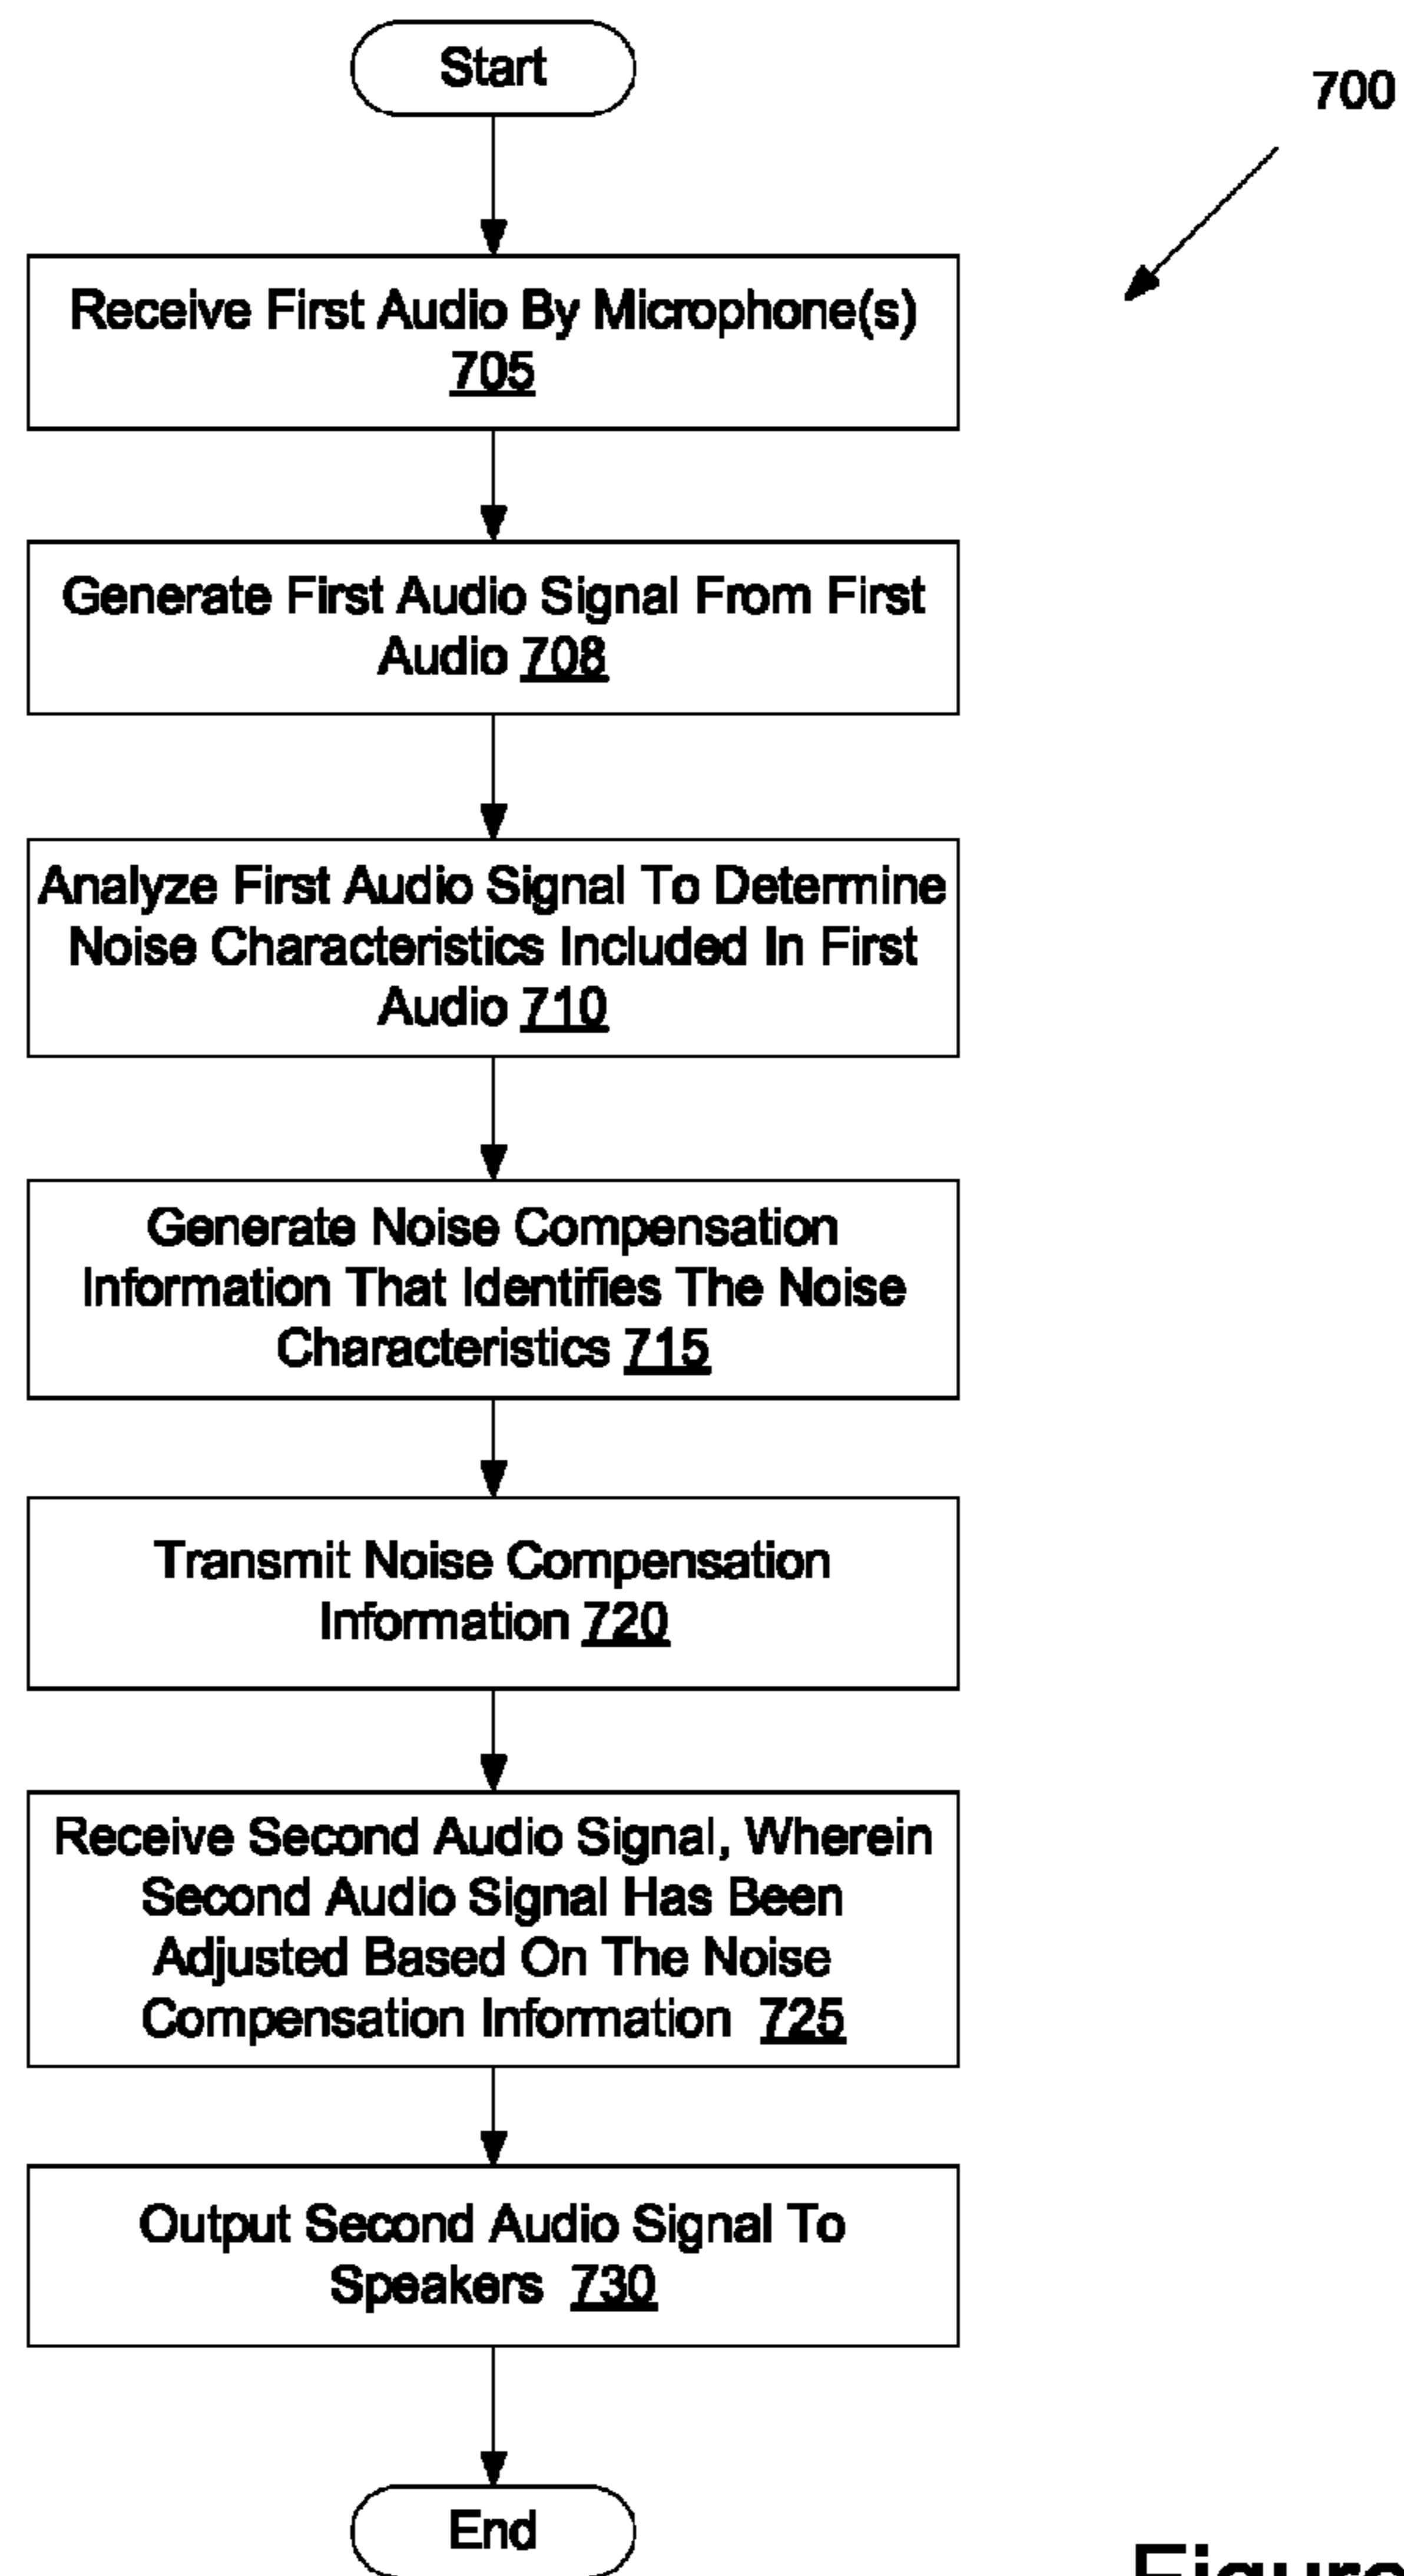 Start
700
Receive First Audio By Microphone(s)
705
Generate First Audio Signal From First
Audio 708
Analyze First Audio Signal To Determine
Noise Characteristics Included In First
Audio 710
Generate Noise Compensation
Information That Identifies The Noise
Characteristics 715
Transmit Noise Compensation
Information 720
Receive Second Audio Signal, Wherein
Second Audio Signal Has Been
Adjusted Based On The Noise
Compensation Information 725
Output Second Audio Signal To
Speakers 730
End
Figure